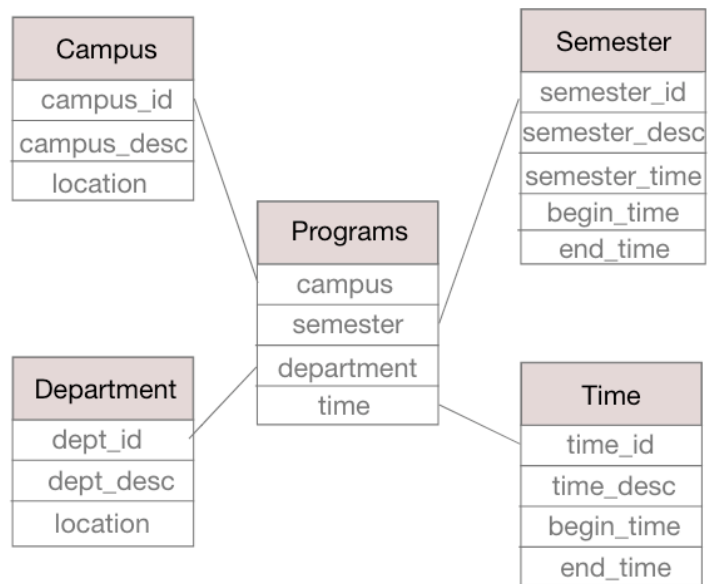 Campus
campus_id
campus_desc
location
Semester
semester_id
semester_desc
semester_time
begin_time
end_time
Programs
campus
semester
department
time
Department
dept_id
dept_desc
location
Time
time_id
time_desc
begin_time
end_time